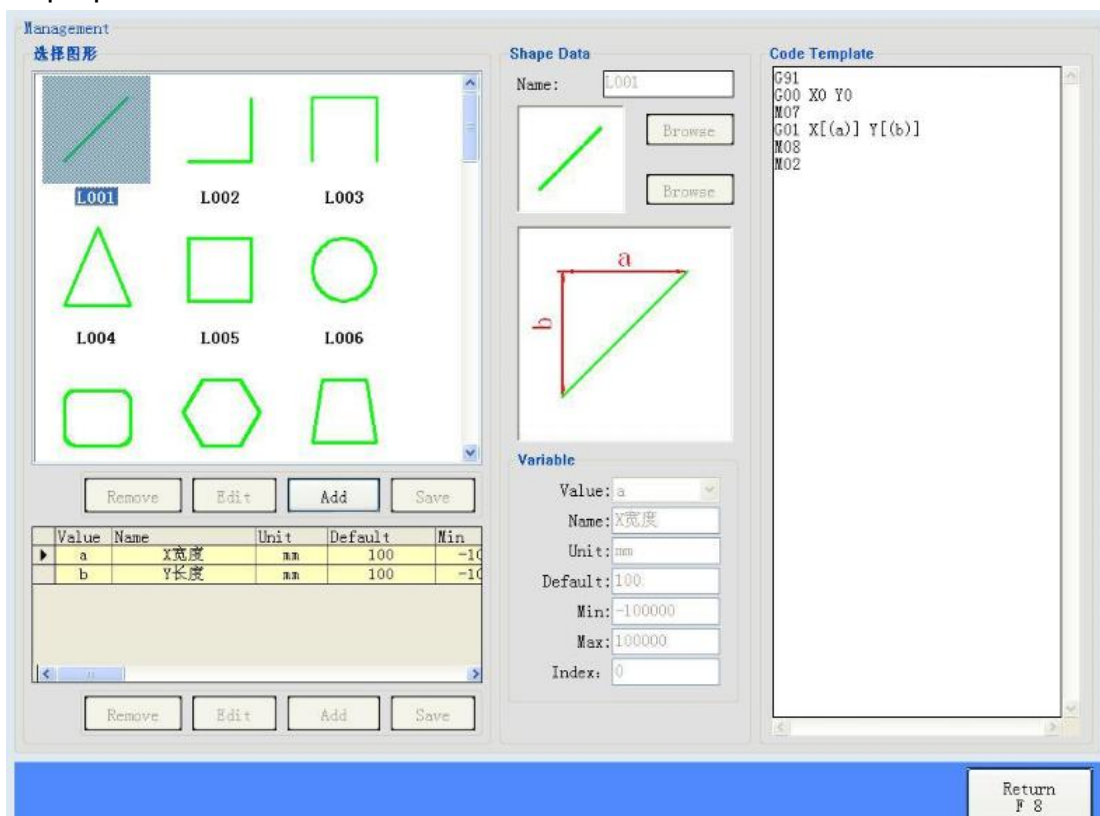 Management
选择图形
L001
L002
L003
L004
L005
L006
Remove
Edit
Add
Save
Value Name Unit Default Min
a X宽度 mm 100 -10
b Y长度 mm 100 -10
Remove
Edit
Add
Save
Shape Data
Name: L001
Browse
Browse
a
b
Variable
Value: a
Name: X宽度
Unit: mm
Default: 100
Min: -100000
Max: 100000
Index: 0
Code Template
G91
G00 X0 Y0
M07
G01 X[(a)] Y[(b)]
M08
M02
Return
F 8